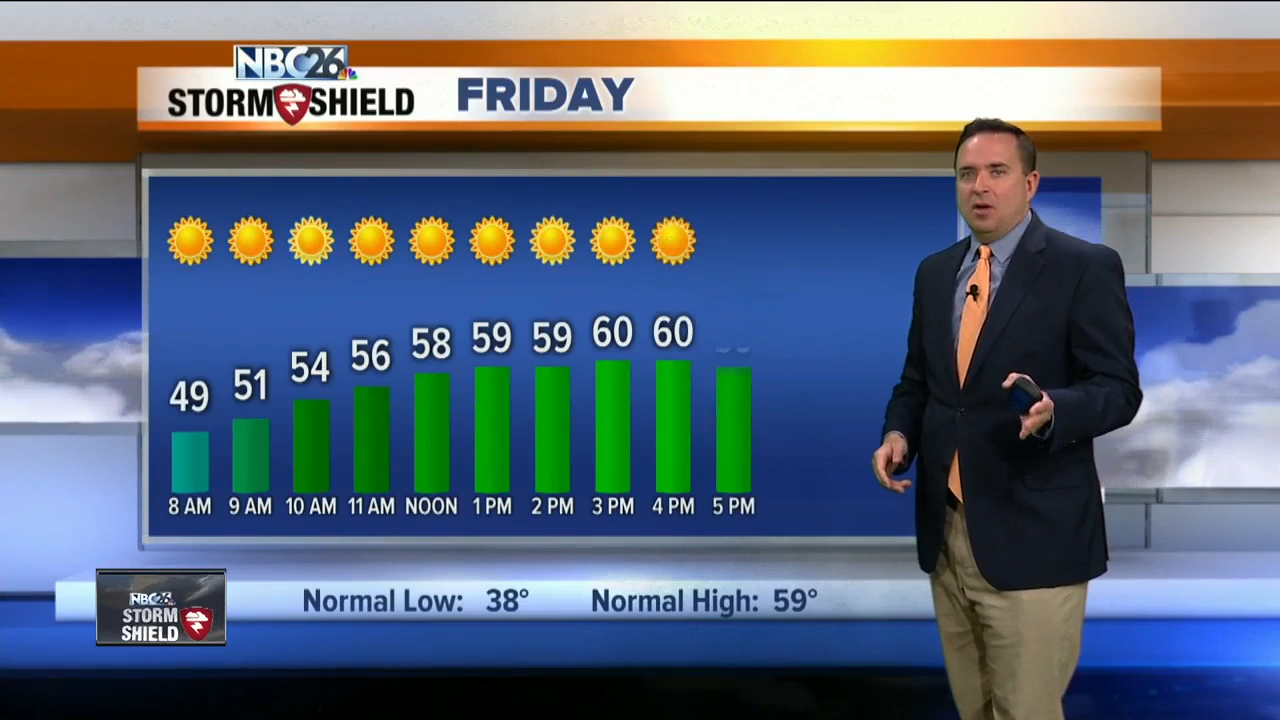 NBC26
STORM SHIELD
FRIDAY
49 51 54 56 58 59 59 60 60
8 AM 9 AM 10 AM 11 AM NOON 1 PM 2 PM 3 PM 4 PM 5 PM
NBC26
STORM
SHIELD
Normal Low: 38° Normal High: 59°